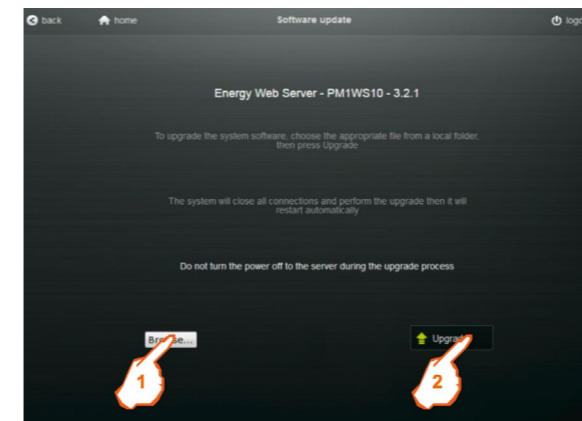 back home Software update
Energy Web Server - PM1WS10 - 3.2.1
To upgrade the system software, choose the appropriate file from a local folder,
then press Upgrade
The system will close all connections and perform the upgrade then it will
restart automatically
Do not turn the power off to the server during the upgrade process
1
2